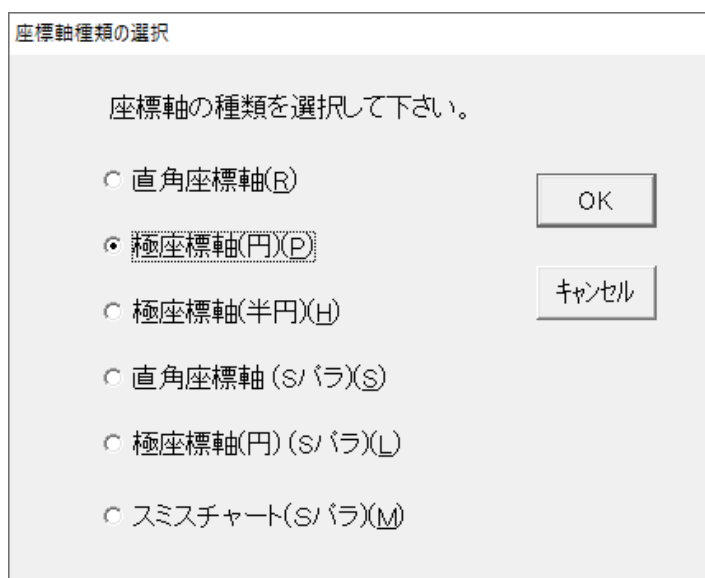 座標軸種類の選択
座標軸の種類を選択して下さい。
直角座標軸(R)
OK
極座標軸(円)(P)
キャンセル
極座標軸(半円)(H)
直角座標軸 (Sパラ)(S)
極座標軸(円) (Sパラ)(L)
スミスチャート(Sパラ)(M)